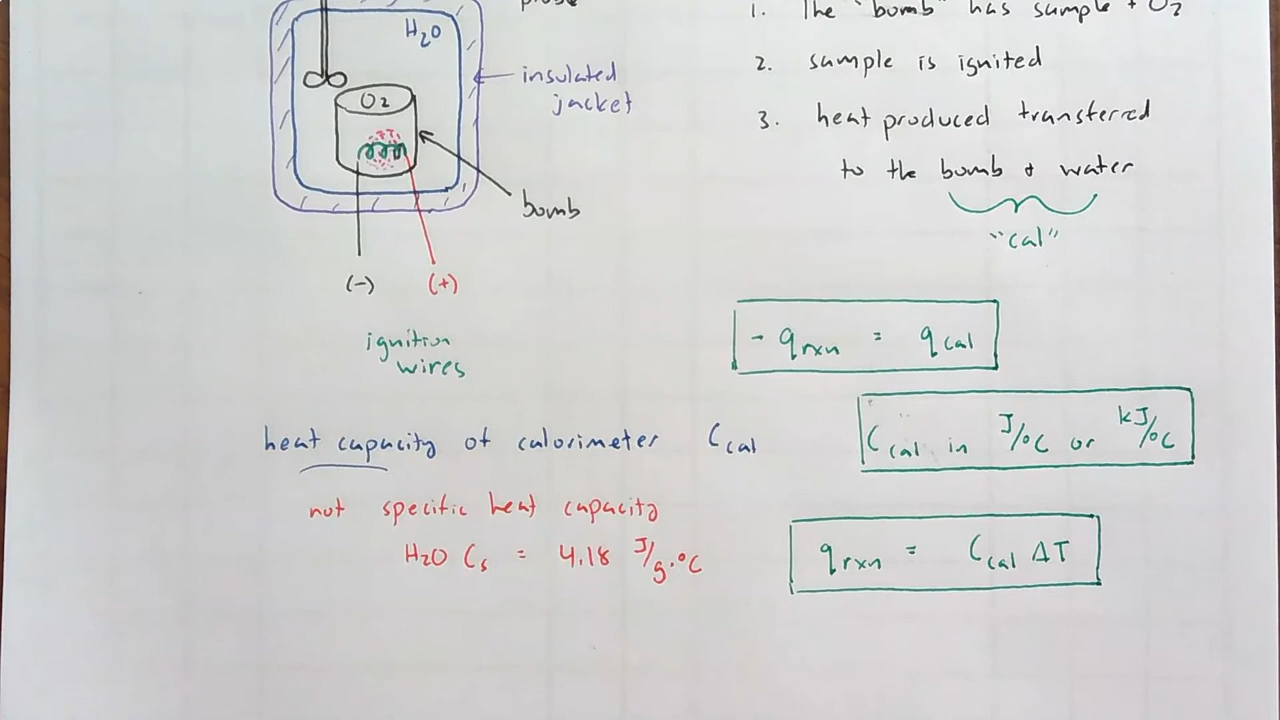 probe
1. The "bomb" has sample + O2
H2O
2. sample is ignited
insulated
jacket
O2
3. heat produced transferred
to the bomb & water
bomb
"cal"
(-) (+)
ignition
wires
- qrxn = qcal
heat capacity of calorimeter Ccal
Ccal in J/°C or kJ/°C
not specific heat capacity
H2O Cs = 4.18 J/g·°C
qrxn = Ccal ΔT